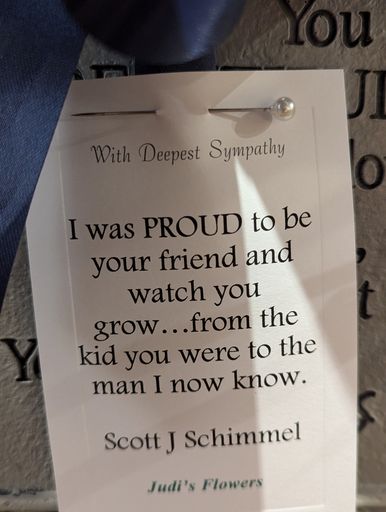 You
With Deepest Sympathy
I was PROUD to be
your friend and
watch you
grow...from the
kid you were to the
man I now know.
Scott J Schimmel
Judi's Flowers